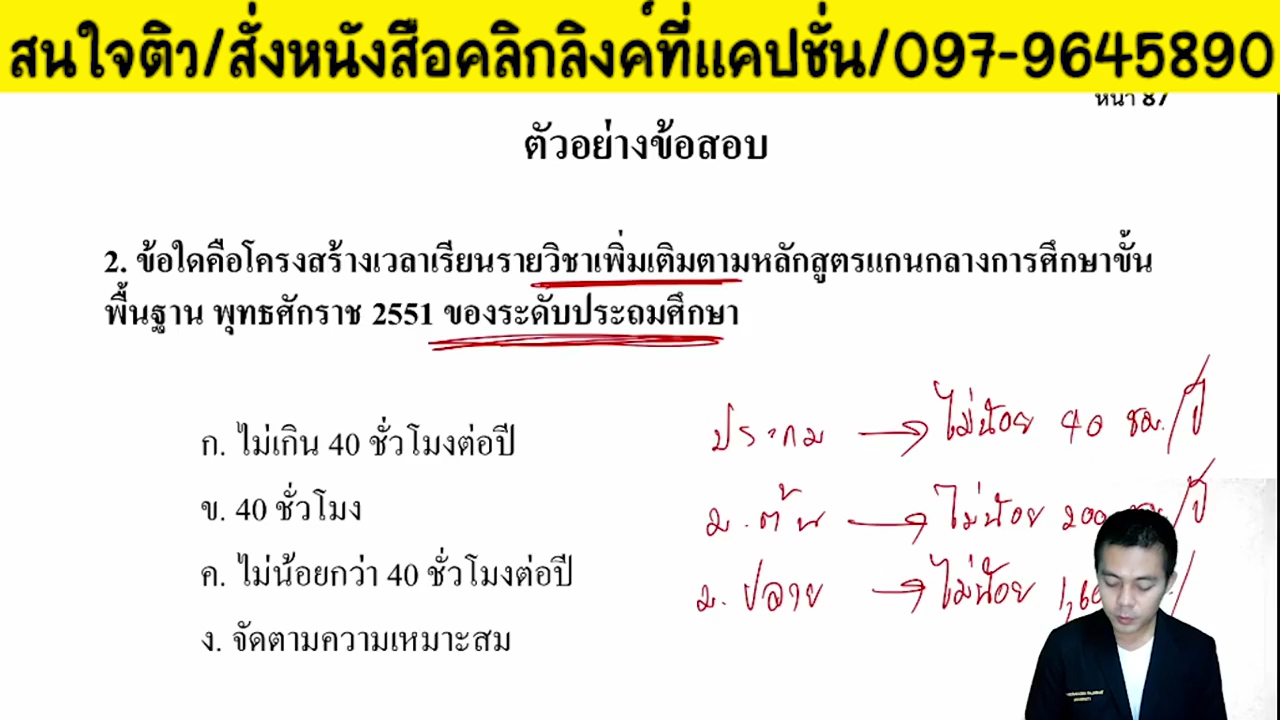 สนใจติว/สั่งหนังสือคลิกลิงค์ที่แคปชั่น/097-9645890
หน้า 87
ตัวอย่างข้อสอบ
2. ข้อใดคือโครงสร้างเวลาเรียนรายวิชาเพิ่มเติมตามหลักสูตรแกนกลางการศึกษาขั้น
พื้นฐาน พุทธศักราช 2551 ของระดับประถมศึกษา
ก. ไม่เกิน 40 ชั่วโมงต่อปี
ข. 40 ชั่วโมง
ค. ไม่น้อยกว่า 40 ชั่วโมงต่อปี
ง. จัดตามความเหมาะสม
ประถม → ไม่น้อย 40 ชม./ปี
ม.ต้น → ไม่น้อย 200 /ปี
ม.ปลาย → ไม่น้อย